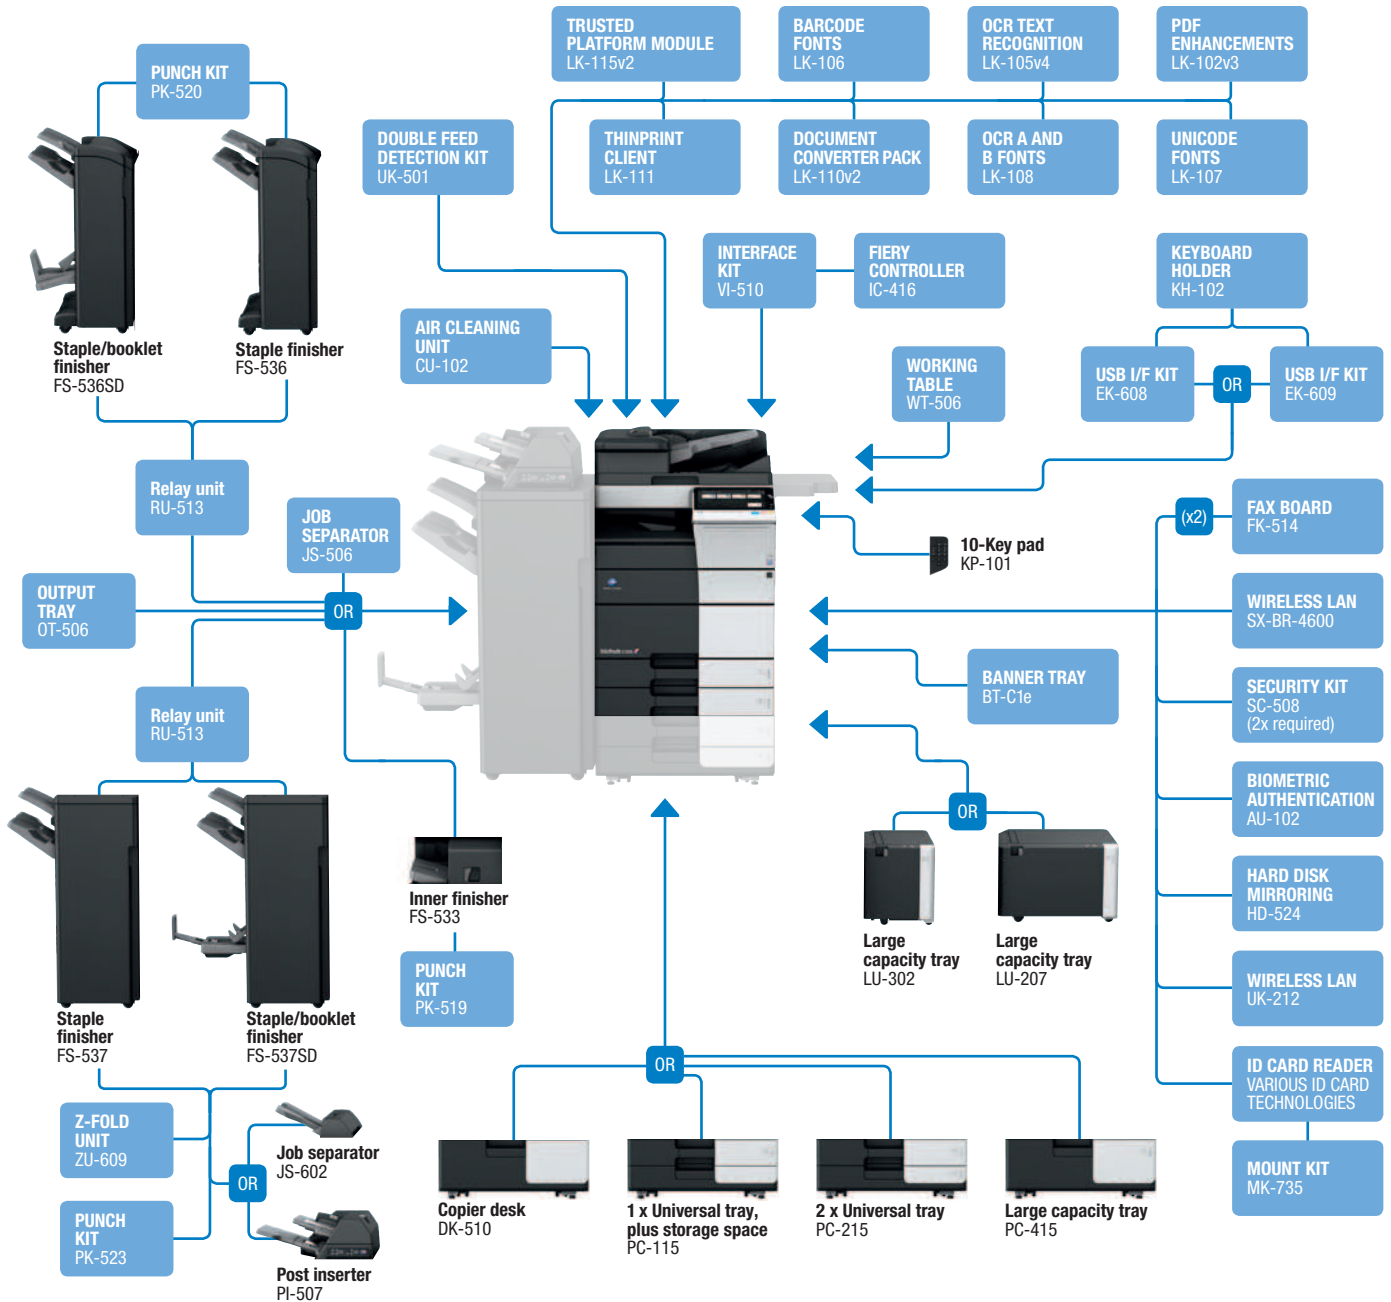 TRUSTED
PLATFORM MODULE
LK-115v2
BARCODE
FONTS
LK-106
OCR TEXT
RECOGNITION
LK-105v4
PDF
ENHANCEMENTS
LK-102v3
PUNCH KIT
PK-520
DOUBLE FEED
DETECTION KIT
UK-501
THINPRINT
CLIENT
LK-111
DOCUMENT
CONVERTER PACK
LK-110v2
OCR A AND
B FONTS
LK-108
UNICODE
FONTS
LK-107
INTERFACE
KIT
VI-510
FIERY
CONTROLLER
IC-416
KEYBOARD
HOLDER
KH-102
AIR CLEANING
UNIT
CU-102
Staple/booklet
finisher
FS-536SD
Staple finisher
FS-536
WORKING
TABLE
WT-506
USB I/F KIT
EK-608
OR
USB I/F KIT
EK-609
Relay unit
RU-513
JOB
SEPARATOR
JS-506
10-Key pad
KP-101
(x2)
FAX BOARD
FK-514
OUTPUT
TRAY
OT-506
OR
WIRELESS LAN
SX-BR-4600
BANNER TRAY
BT-C1e
SECURITY KIT
SC-508
(2x required)
Relay unit
RU-513
BIOMETRIC
AUTHENTICATION
AU-102
OR
Inner finisher
FS-533
HARD DISK
MIRRORING
HD-524
Large
capacity tray
LU-302
Large
capacity tray
LU-207
PUNCH
KIT
PK-519
WIRELESS LAN
UK-212
Staple
finisher
FS-537
Staple/booklet
finisher
FS-537SD
OR
ID CARD READER
VARIOUS ID CARD
TECHNOLOGIES
Z-FOLD
UNIT
ZU-609
Job separator
JS-602
OR
MOUNT KIT
MK-735
PUNCH
KIT
PK-523
Post inserter
PI-507
Copier desk
DK-510
1 x Universal tray,
plus storage space
PC-115
2 x Universal tray
PC-215
Large capacity tray
PC-415